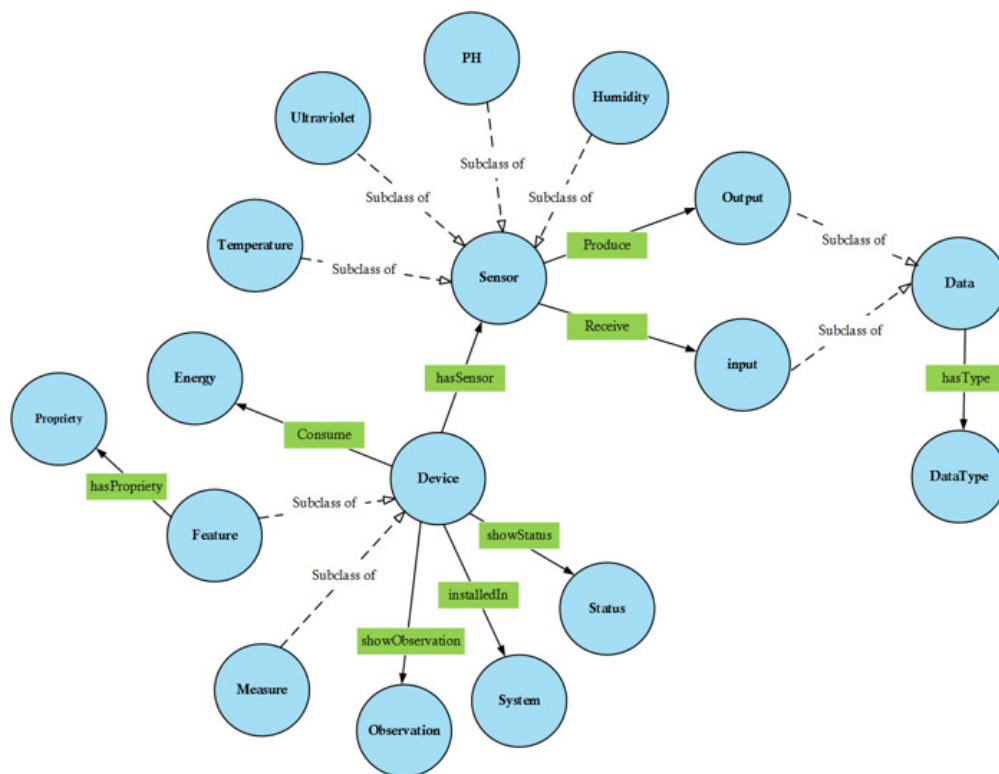 PH
Humidity
Ultraviolet
Subclass of
Subclass of
Subclass of
Output
Temperature
Produce
Subclass of
Subclass of
Sensor
Data
Receive
Subclass of
input
hasSensor
hasType
Energy
Propriety
Consume
hasPropriety
Device
DataType
Subclass of
Feature
showStatus
Subclass of
installedIn
Status
showObservation
Measure
System
Observation